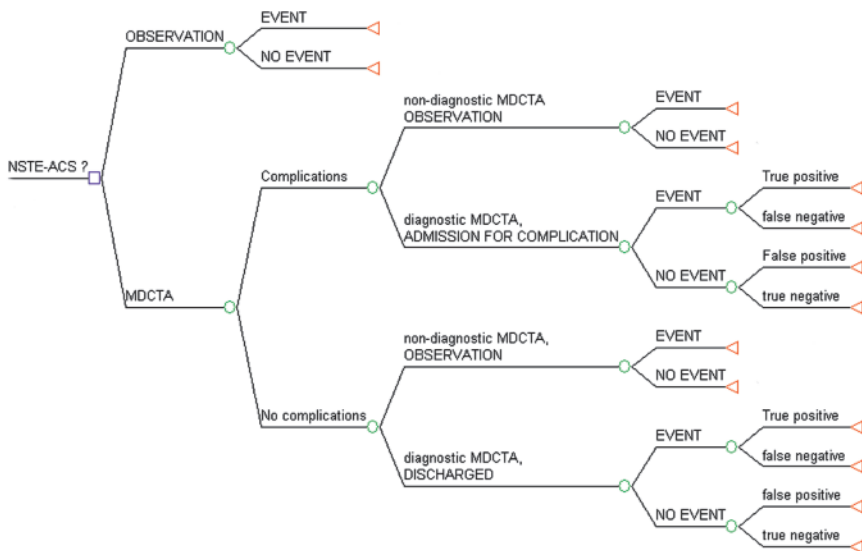 EVENT
OBSERVATION
NO EVENT
non-diagnostic MDCTA
OBSERVATION
EVENT
NO EVENT
NSTE-ACS ?
Complications
True positive
EVENT
false negative
diagnostic MDCTA,
ADMISSION FOR COMPLICATION
False positive
NO EVENT
true negative
MDCTA
non-diagnostic MDCTA,
OBSERVATION
EVENT
NO EVENT
No complications
True positive
EVENT
false negative
diagnostic MDCTA,
DISCHARGED
false positive
NO EVENT
true negative